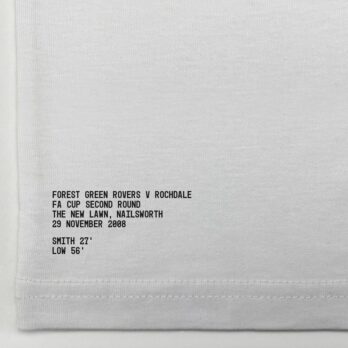 FOREST GREEN ROVERS V ROCHDALE
FA CUP SECOND ROUND
THE NEW LAWN, NAILSWORTH
29 NOVEMBER 2008
SMITH 27'
LOW 56'